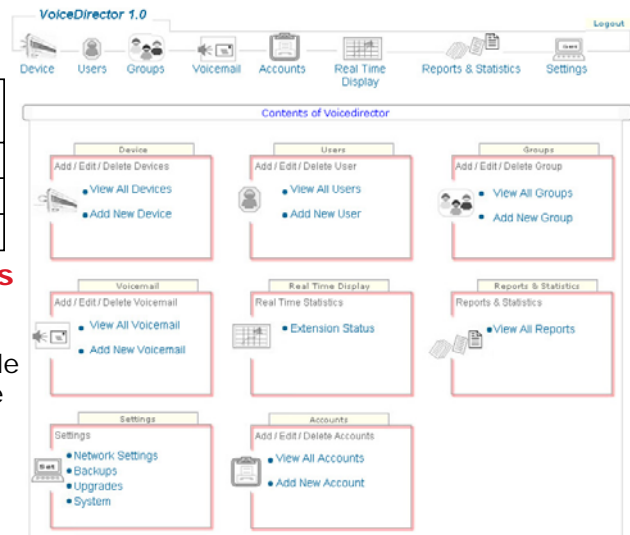 VoiceDirector 1.0
Logout
Set
Device Users Groups Voicemail Accounts Real Time Display Reports & Statistics Settings
Contents of Voicedirector
Device
Add / Edit / Delete Devices
View All Devices
Add New Device
Users
Add / Edit / Delete User
View All Users
Add New User
Groups
Add / Edit / Delete Group
View All Groups
Add New Group
s
Voicemail
Add / Edit / Delete Voicemail
View All Voicemail
Add New Voicemail
Real Time Display
Real Time Statistics
Extension Status
Reports & Statistics
Reports & Statistics
View All Reports
le
e
Settings
Settings
Set
Network Settings
Backups
Upgrades
System
Accounts
Add / Edit / Delete Accounts
View All Accounts
Add New Account